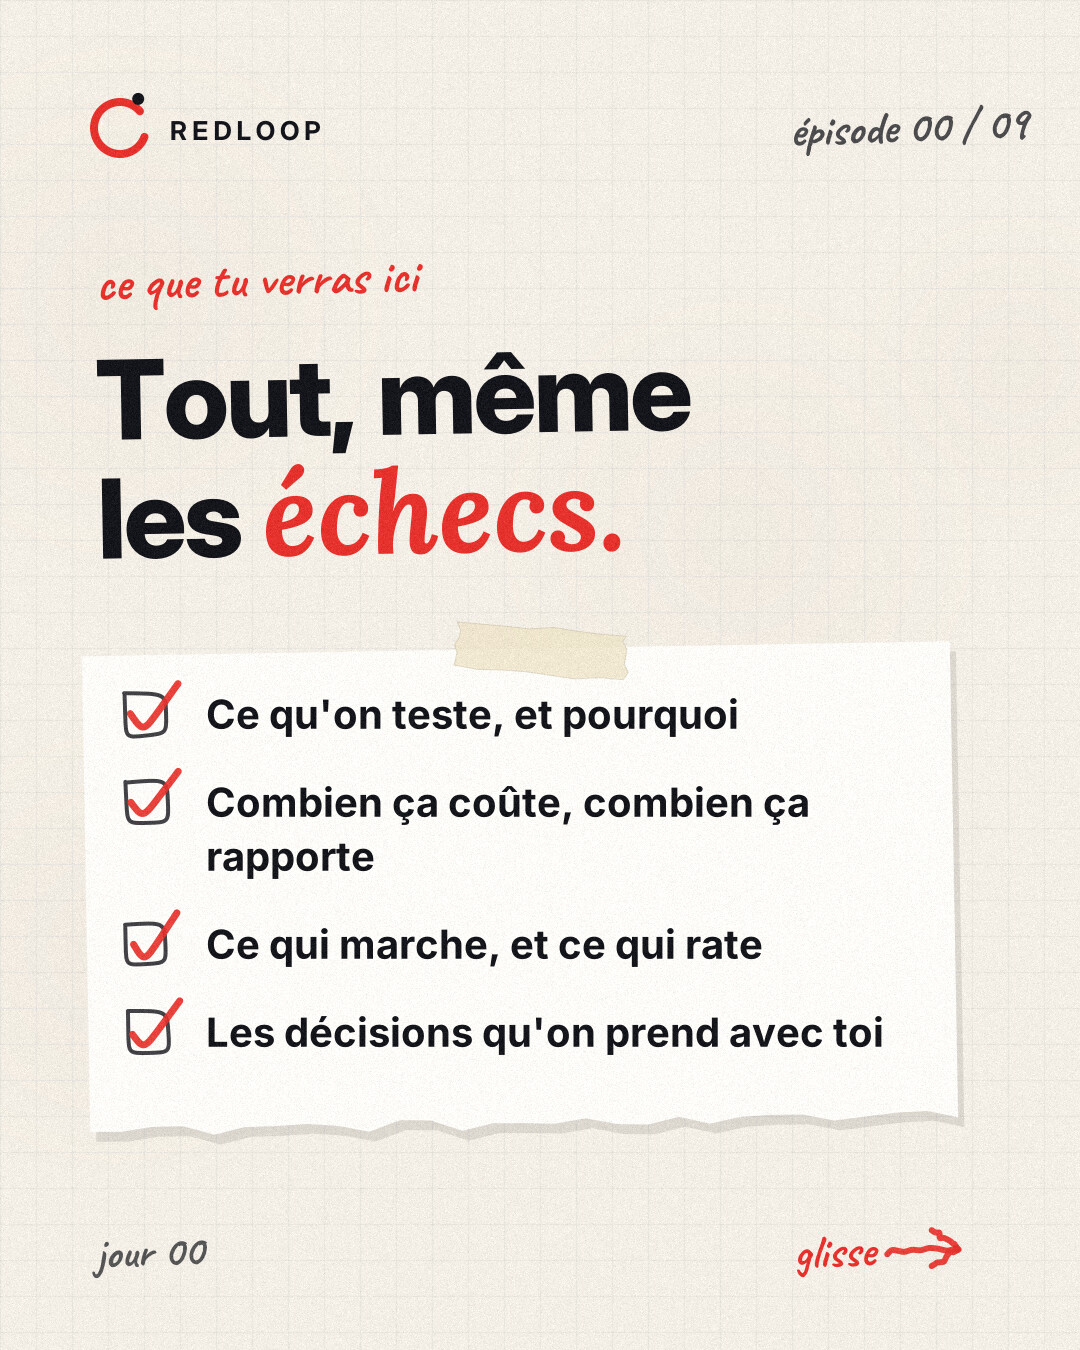 REDLOOP
épisode 00 / 09
ce que tu verras ici
Tout, même
les échecs.
Ce qu'on teste, et pourquoi
Combien ça coûte, combien ça
rapporte
Ce qui marche, et ce qui rate
Les décisions qu'on prend avec toi
jour 00
glisse